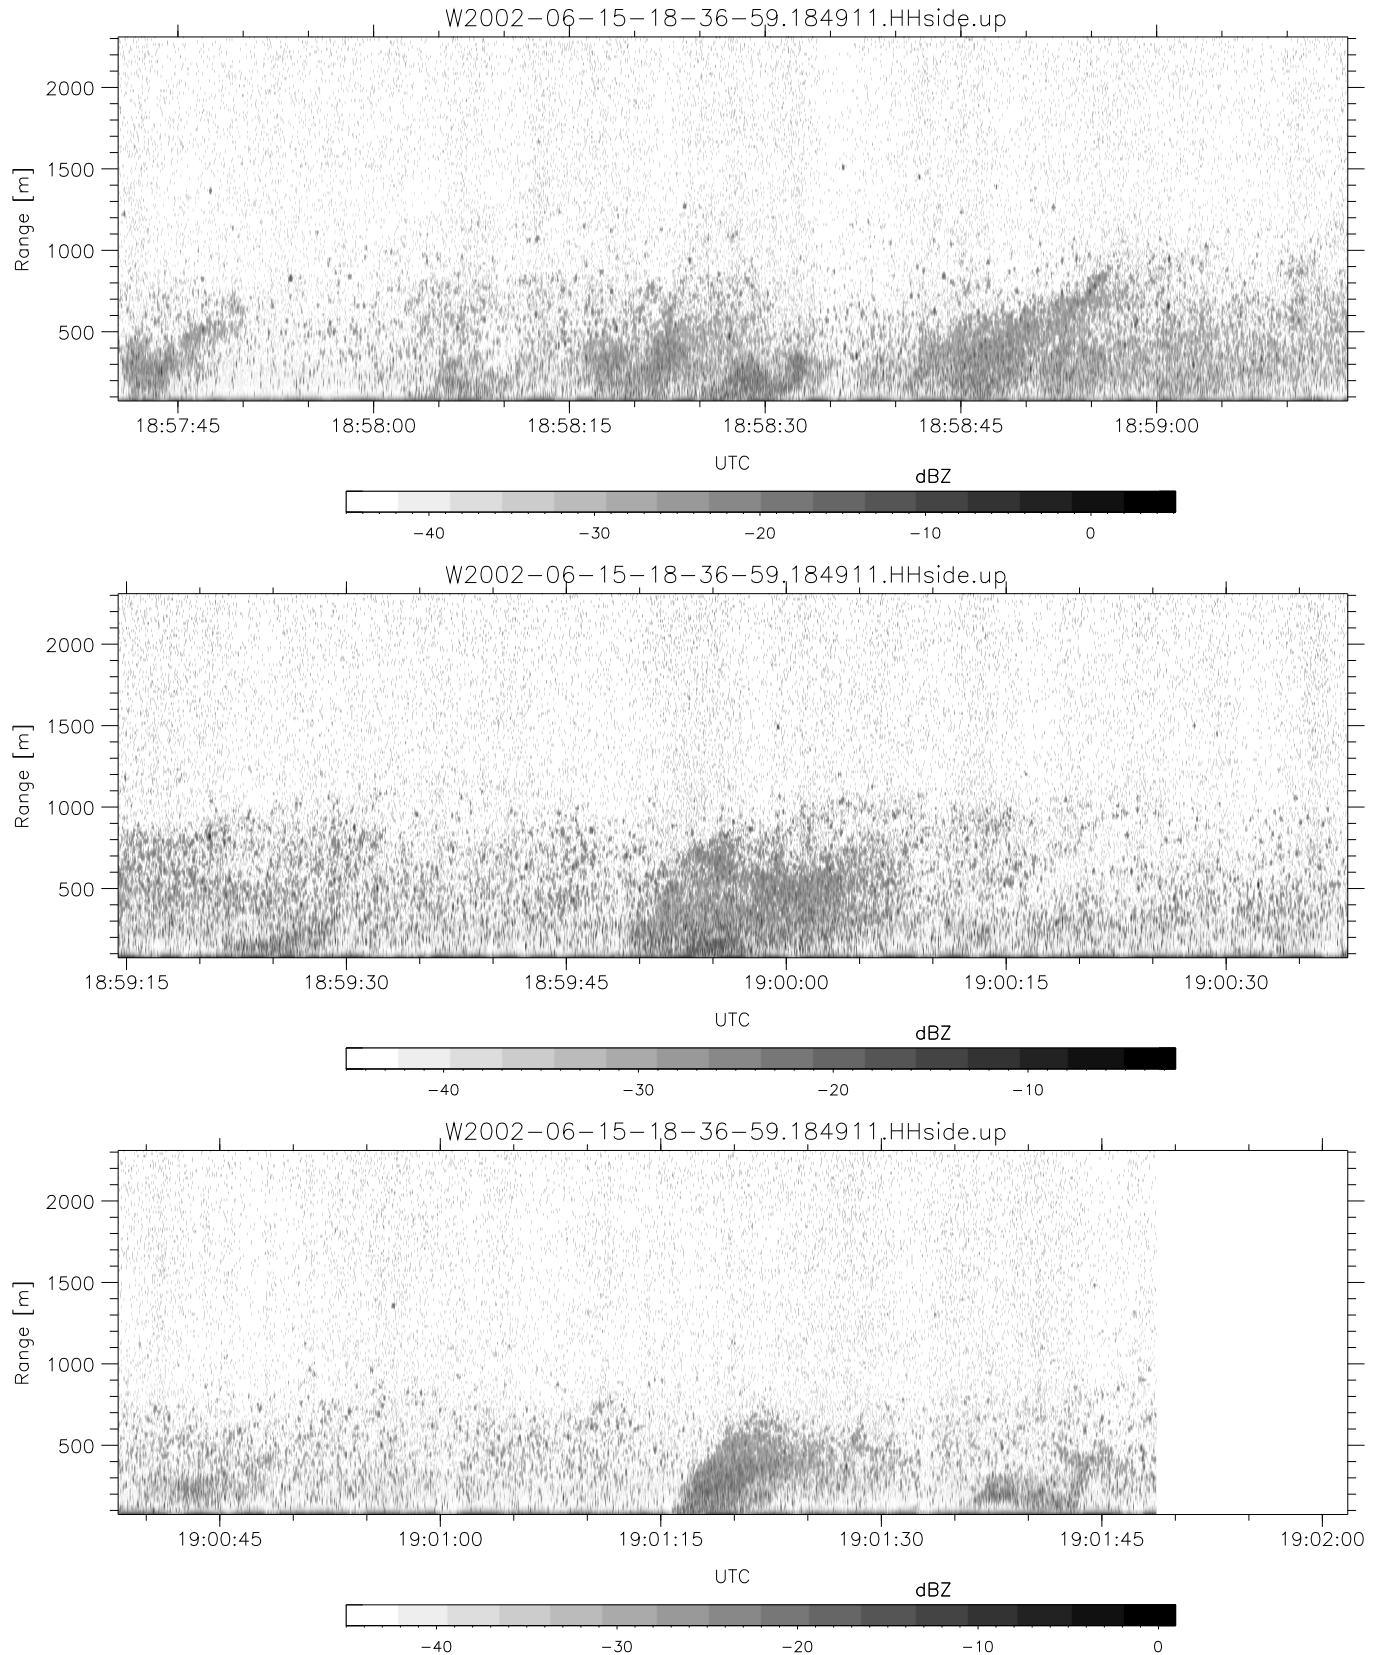 W2002-06-15-18-36-59.184911.HHside.up
2000
1500
1000
500
Range [m]
18:57:45 18:58:00 18:58:15 18:58:30 18:58:45 18:59:00
UTC
dBZ
-40 -30 -20 -10 0
W2002-06-15-18-36-59.184911.HHside.up
2000
1500
1000
500
Range [m]
18:59:15 18:59:30 18:59:45 19:00:00 19:00:15 19:00:30
UTC
dBZ
-40 -30 -20 -10
W2002-06-15-18-36-59.184911.HHside.up
2000
1500
1000
500
Range [m]
19:00:45 19:01:00 19:01:15 19:01:30 19:01:45 19:02:00
UTC
dBZ
-40 -30 -20 -10 0